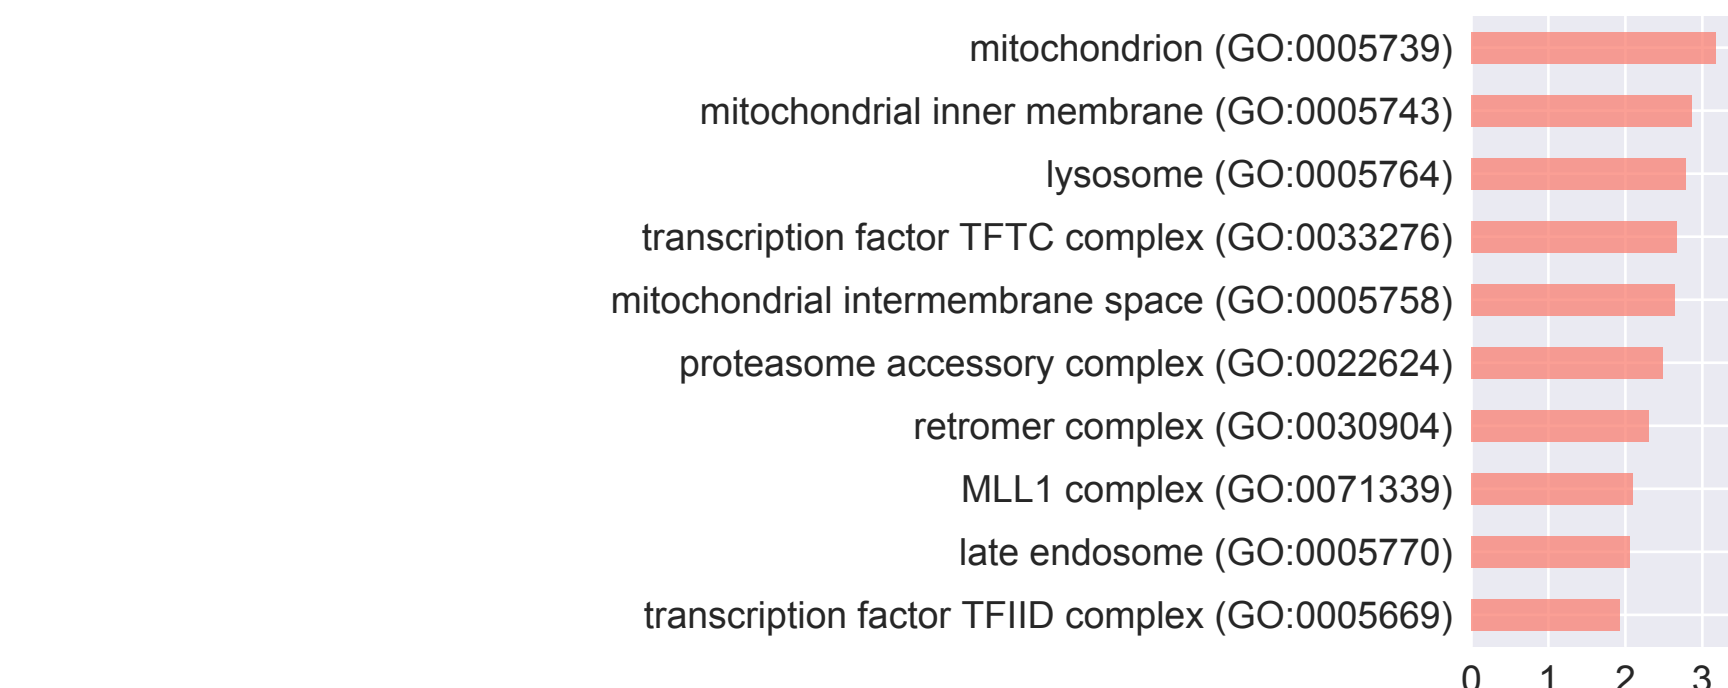 mitochondrion (GO:0005739)
mitochondrial inner membrane (GO:0005743)
lysosome (GO:0005764)
transcription factor TFTC complex (GO:0033276)
mitochondrial intermembrane space (GO:0005758)
proteasome accessory complex (GO:0022624)
retromer complex (GO:0030904)
MLL1 complex (GO:0071339)
late endosome (GO:0005770)
transcription factor TFIID complex (GO:0005669)
0 1 2 3